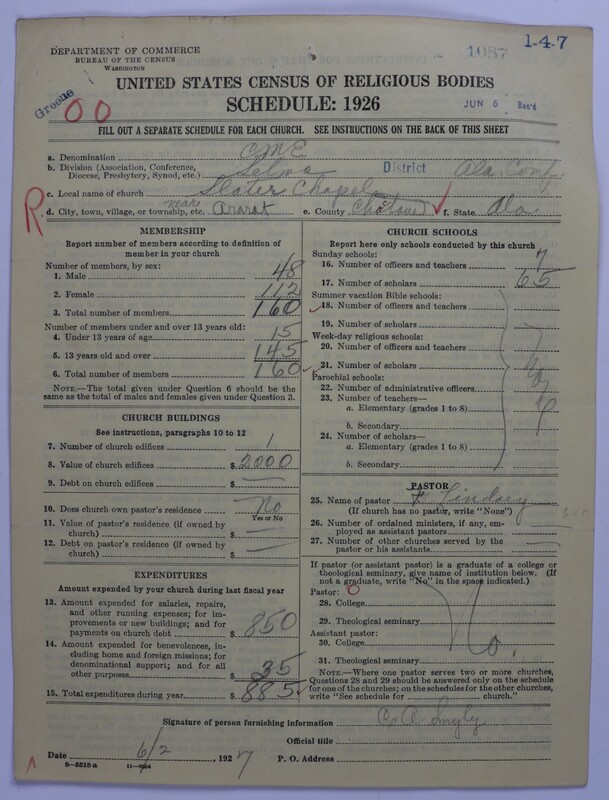 1-4-7
1087
DEPARTMENT OF COMMERCE
BUREAU OF THE CENSUS
WASHINGTON
Greene
00
UNITED STATES CENSUS OF RELIGIOUS BODIES
SCHEDULE: 1926
JUN 6 Rec'd
FILL OUT A SEPARATE SCHEDULE FOR EACH CHURCH. SEE INSTRUCTIONS ON THE BACK OF THIS SHEET
a. Denomination CME
b. Division (Association, Conference, Diocese, Presbytery, Synod, etc.) Selma District Ala. Conf.
c. Local name of church Slater Chapel
R
d. City, town, village, or township, etc. near Ararat e. County Choctaw f. State Ala.
MEMBERSHIP
Report number of members according to definition of
member in your church
Number of members, by sex:
1. Male 48
2. Female 112
3. Total number of members 160
Number of members under and over 13 years old:
4. Under 13 years of age 15
5. 13 years old and over 145
6. Total number of members 160
NOTE.—The total given under Question 6 should be
the same as the total of males and females given under Question 3.
CHURCH BUILDINGS
See instructions, paragraphs 10 to 12
7. Number of church edifices 1
8. Value of church edifices $2000
9. Debt on church edifices $ —
10. Does church own pastor's residence? No
Yes or No
11. Value of pastor's residence (if owned by
church) $ —
12. Debt on pastor's residence (if owned by
church) $ —
EXPENDITURES
Amount expended by your church during last fiscal year
13. Amount expended for salaries, repairs,
and other running expenses; for im-
provements or new buildings; and for
payments on church debt $ 850
14. Amount expended for benevolences,
including home and foreign missions; for
denominational support; and for all
other purposes $ 35
15. Total expenditures during year $ 885
CHURCH SCHOOLS
Report here only schools conducted by this church
Sunday schools:
16. Number of officers and teachers 7
17. Number of scholars 65
Summer vacation Bible schools:
18. Number of officers and teachers
19. Number of scholars
Week-day religious schools:
20. Number of officers and teachers
21. Number of scholars
Parochial schools:
22. Number of administrative officers
23. Number of teachers—
a. Elementary (grades 1 to 8)
b. Secondary
24. Number of scholars—
a. Elementary (grades 1 to 8)
b. Secondary
PASTOR
25. Name of pastor F. Lindsey
(If church has no pastor, write "None")
26. Number of ordained ministers, if any, em-
ployed as assistant pastors
27. Number of other churches served by the
pastor or his assistants
If pastor (or assistant pastor) is a graduate of a college or
theological seminary, give name of institution below. (If
not a graduate, write "No" in the space indicated.)
Pastor: 0
28. College
29. Theological seminary
Assistant pastor: No.
30. College
31. Theological seminary
NOTE.—Where one pastor serves two or more churches,
Questions 28 and 29 should be answered only on the schedule
for one of the churches; on the schedules for the other churches,
write "See schedule for ........ church."
Signature of person furnishing information
Official title
Date 6/2, 1927 P. O. Address
8-5518a 11-9024